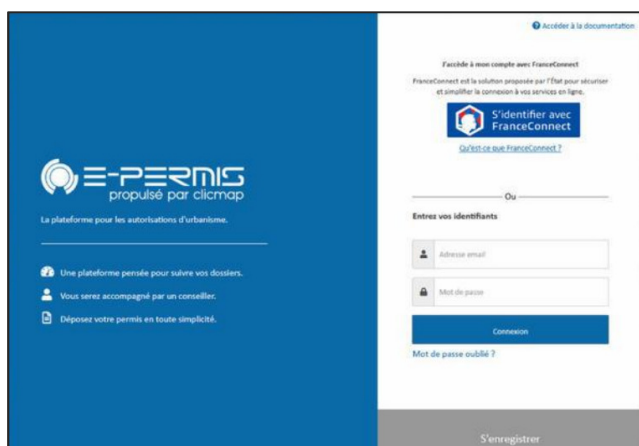 Accéder à la documentation
J'accède à mon compte avec FranceConnect
FranceConnect est la solution proposée par l'État pour sécuriser
et simplifier la connexion à vos services en ligne.
S'identifier avec
FranceConnect
Qu'est-ce que FranceConnect ?
E-PERMIS
propulsé par clicmap
La plateforme pour les autorisations d'urbanisme.
Une plateforme pensée pour suivre vos dossiers.
Vous serez accompagné par un conseiller.
Déposez votre permis en toute simplicité.
Ou
Entrez vos identifiants
Adresse email
Mot de passe
Connexion
Mot de passe oublié ?
S'enregistrer